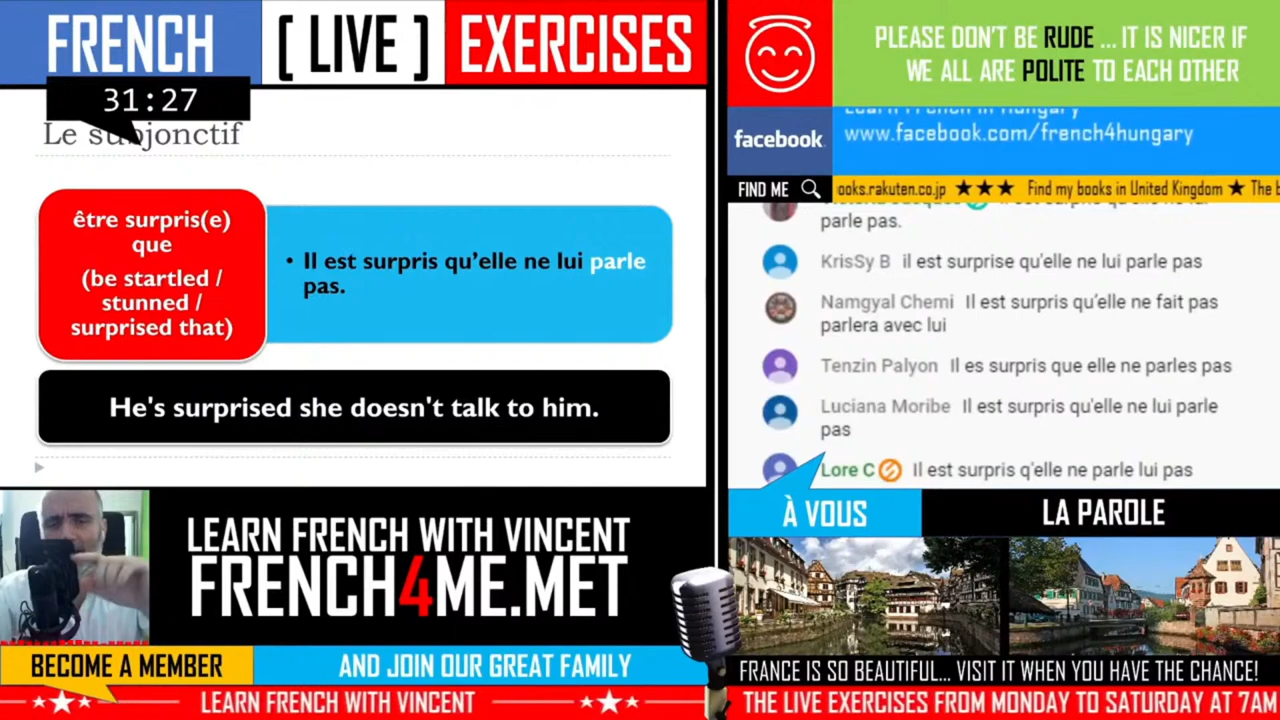 FRENCH
[ LIVE ]
EXERCISES
31:27
Le subjonctif
être surpris(e)
que
(be startled /
stunned /
surprised that)
• Il est surpris qu’elle ne lui parle
pas.
He's surprised she doesn't talk to him.
LEARN FRENCH WITH VINCENT
FRENCH4ME.MET
BECOME A MEMBER
AND JOIN OUR GREAT FAMILY
LEARN FRENCH WITH VINCENT
PLEASE DON'T BE RUDE ... IT IS NICER IF
WE ALL ARE POLITE TO EACH OTHER
facebook
Learn French in Hungary
www.facebook.com/french4hungary
FIND ME
ooks.rakuten.co.jp ★★★ Find my books in United Kingdom ★ The b
parle pas.
KrisSy B il est surprise qu'elle ne lui parle pas
Namgyal Chemi Il est surpris qu'elle ne fait pas
parlera avec lui
Tenzin Palyon Il es surpris que elle ne parles pas
Luciana Moribe Il est surpris qu'elle ne lui parle
pas
Lore C Il est surpris q'elle ne parle lui pas
À VOUS
LA PAROLE
FRANCE IS SO BEAUTIFUL... VISIT IT WHEN YOU HAVE THE CHANCE!
THE LIVE EXERCISES FROM MONDAY TO SATURDAY AT 7AM